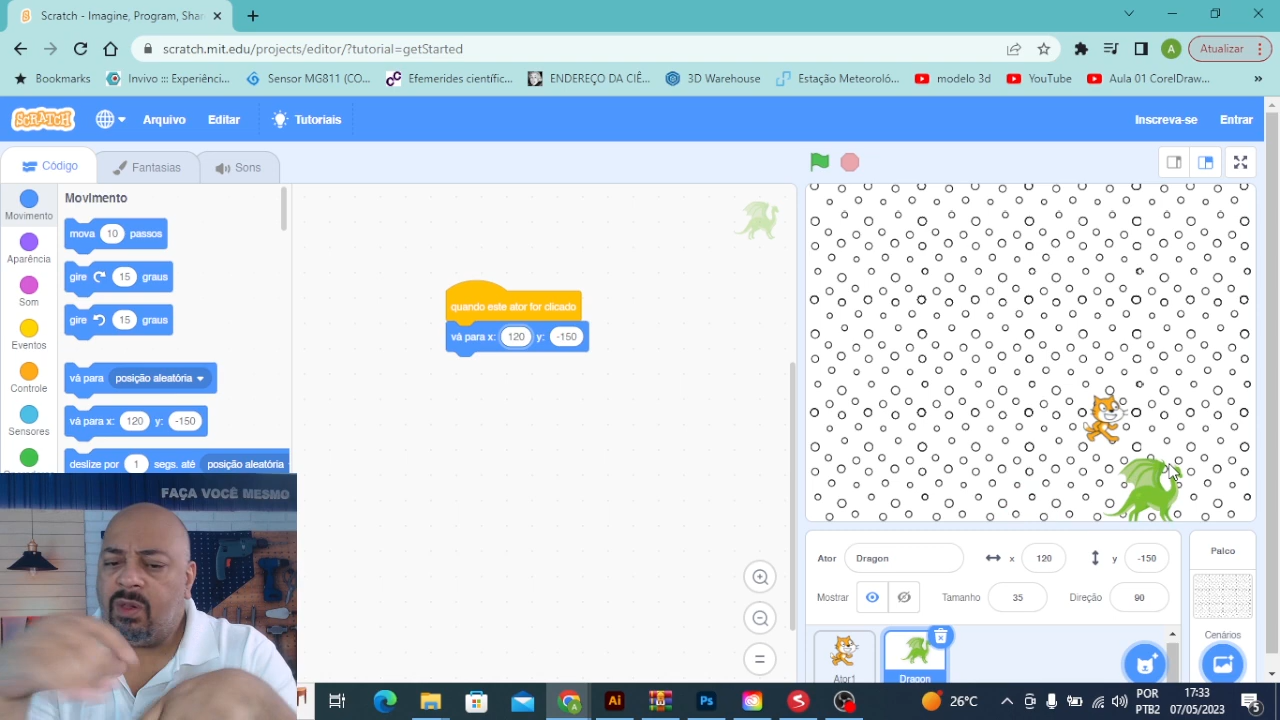 Scratch - Imagine, Program, Sha
scratch.mit.edu/projects/editor/?tutorial=getStarted
A
Atualizar
Bookmarks
Invivo ::: Experiênci...
Sensor MG811 (CO...
Efemerides científic...
ENDEREÇO DA CIÊ...
3D Warehouse
Estação Meteoroló...
modelo 3d
YouTube
Aula 01 CorelDraw...
»
SCRATCH
Arquivo
Editar
Tutoriais
Inscreva-se
Entrar
Código
Fantasias
Sons
Movimento
Aparência
Som
Eventos
Controle
Sensores
Movimento
mova 10 passos
gire 15 graus
gire 15 graus
vá para posição aleatória
vá para x: 120 y: -150
deslize por 1 segs. até posição aleatória
quando este ator for clicado
vá para x: 120 y: -150
Ator Dragon x 120 y -150
Mostrar Tamanho 35 Direção 90
Ator1
Dragon
Palco
Cenários
FAÇA VOCÊ MESMO
Ai
Ps
26°C
POR
PTB2
17:33
07/05/2023
5